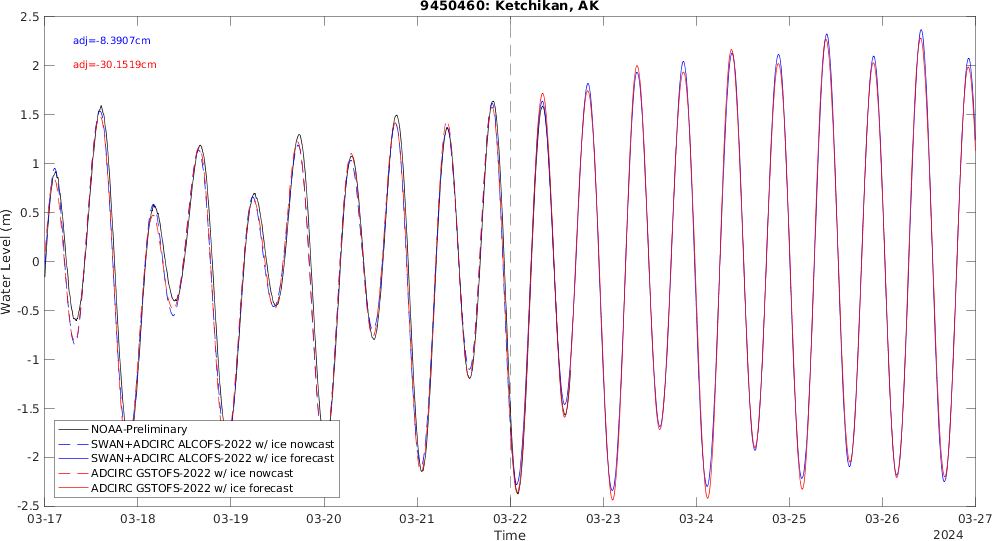 9450460: Ketchikan, AK
2.5
2
1.5
1
0.5
0
-0.5
-1
-1.5
-2
-2.5
Water Level (m)
adj=-8.3907cm
adj=-30.1519cm
NOAA-Preliminary
SWAN+ADCIRC ALCOFS-2022 w/ ice nowcast
SWAN+ADCIRC ALCOFS-2022 w/ ice forecast
ADCIRC GSTOFS-2022 w/ ice nowcast
ADCIRC GSTOFS-2022 w/ ice forecast
03-17 03-18 03-19 03-20 03-21 03-22 03-23 03-24 03-25 03-26 03-27
Time
2024